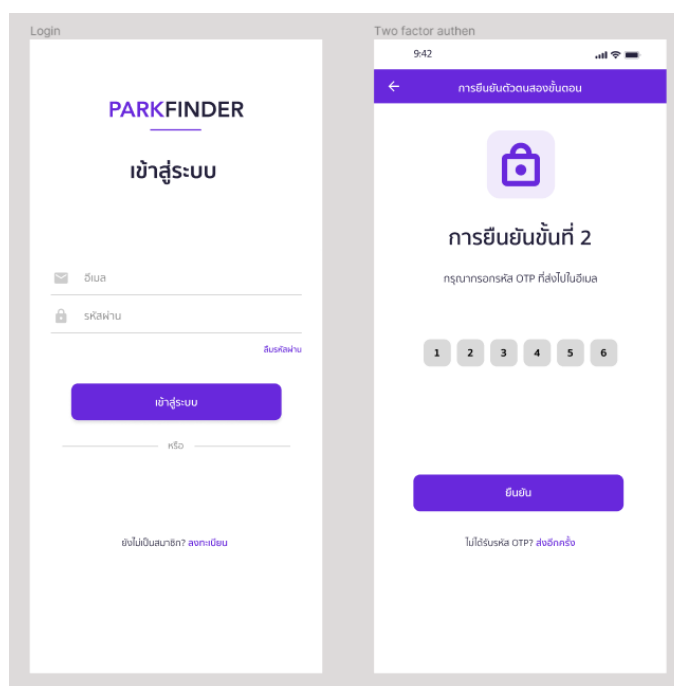 Login
PARKFINDER
เข้าสู่ระบบ
อีเมล
รหัสผ่าน
ลืมรหัสผ่าน
เข้าสู่ระบบ
หรือ
ยังไม่เป็นสมาชิก? ลงทะเบียน
Two factor authen
9:42
การยืนยันตัวตนสองขั้นตอน
การยืนยันขั้นที่ 2
กรุณากรอกรหัส OTP ที่ส่งไปในอีเมล
1 2 3 4 5 6
ยืนยัน
ไม่ได้รับรหัส OTP? ส่งอีกครั้ง